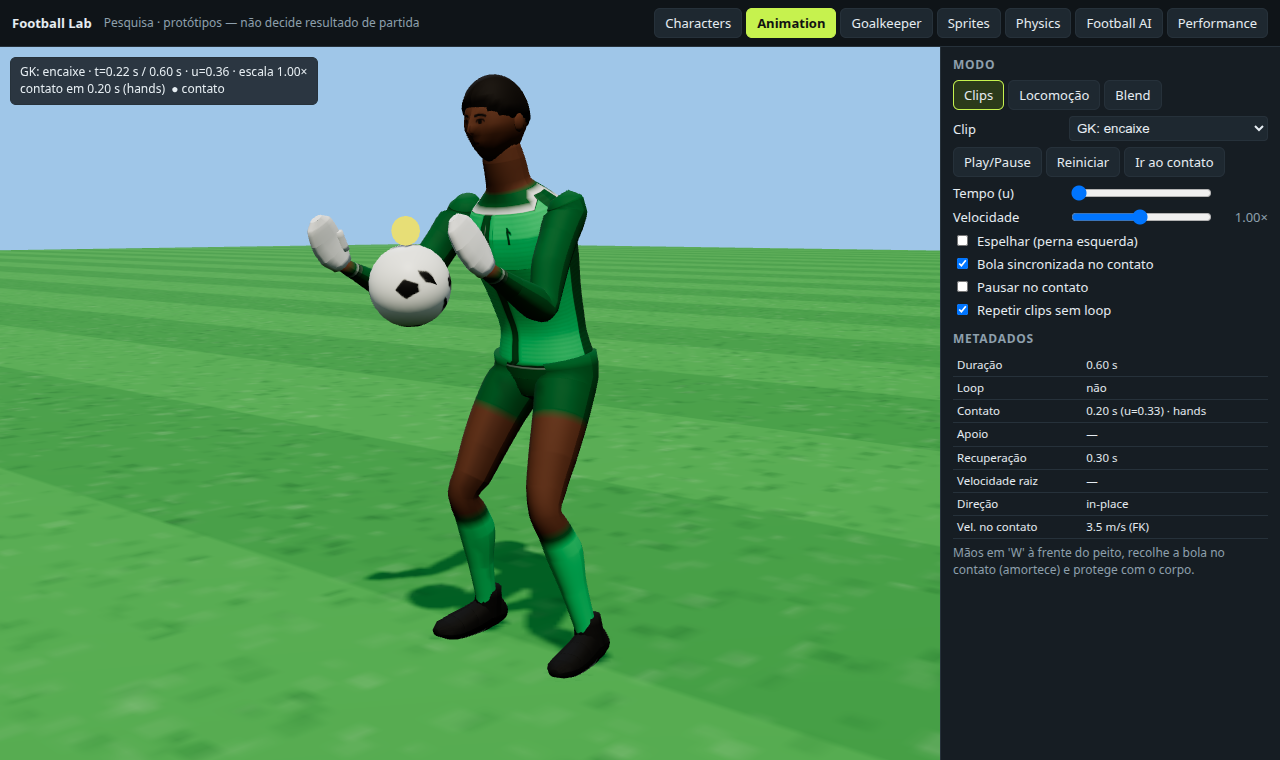 Football Lab
Pesquisa · protótipos — não decide resultado de partida
Characters
Animation
Goalkeeper
Sprites
Physics
Football AI
Performance
GK: encaixe · t=0.22 s / 0.60 s · u=0.36 · escala 1.00×
contato em 0.20 s (hands) ● contato
1
MODO
Clips
Locomoção
Blend
Clip
GK: encaixe
Play/Pause
Reiniciar
Ir ao contato
Tempo (u)
Velocidade
1.00×
Espelhar (perna esquerda)
Bola sincronizada no contato
Pausar no contato
Repetir clips sem loop
METADADOS
Duração 0.60 s
Loop não
Contato 0.20 s (u=0.33) · hands
Apoio —
Recuperação 0.30 s
Velocidade raiz —
Direção in-place
Vel. no contato 3.5 m/s (FK)
Mãos em 'W' à frente do peito, recolhe a bola no
contato (amortece) e protege com o corpo.